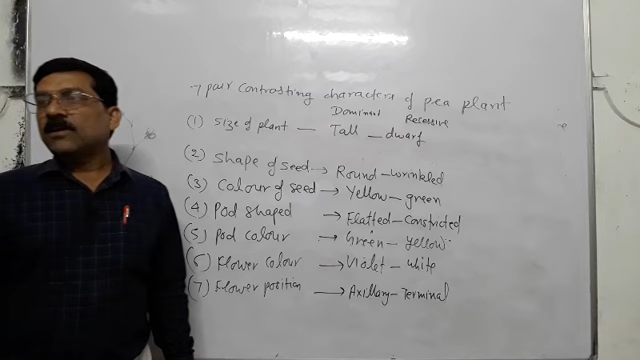 7 pair contrasting characters of pea plant
Dominant Recessive
(1) Size of plant — Tall — dwarf
(2) Shape of seed → Round - wrinkled
(3) Colour of seed → Yellow - green
(4) Pod shaped → Flatted - Constricted
(5) Pod colour → Green - yellow
(6) Flower colour → Violet - white
(7) Flower position → Axillary - Terminal